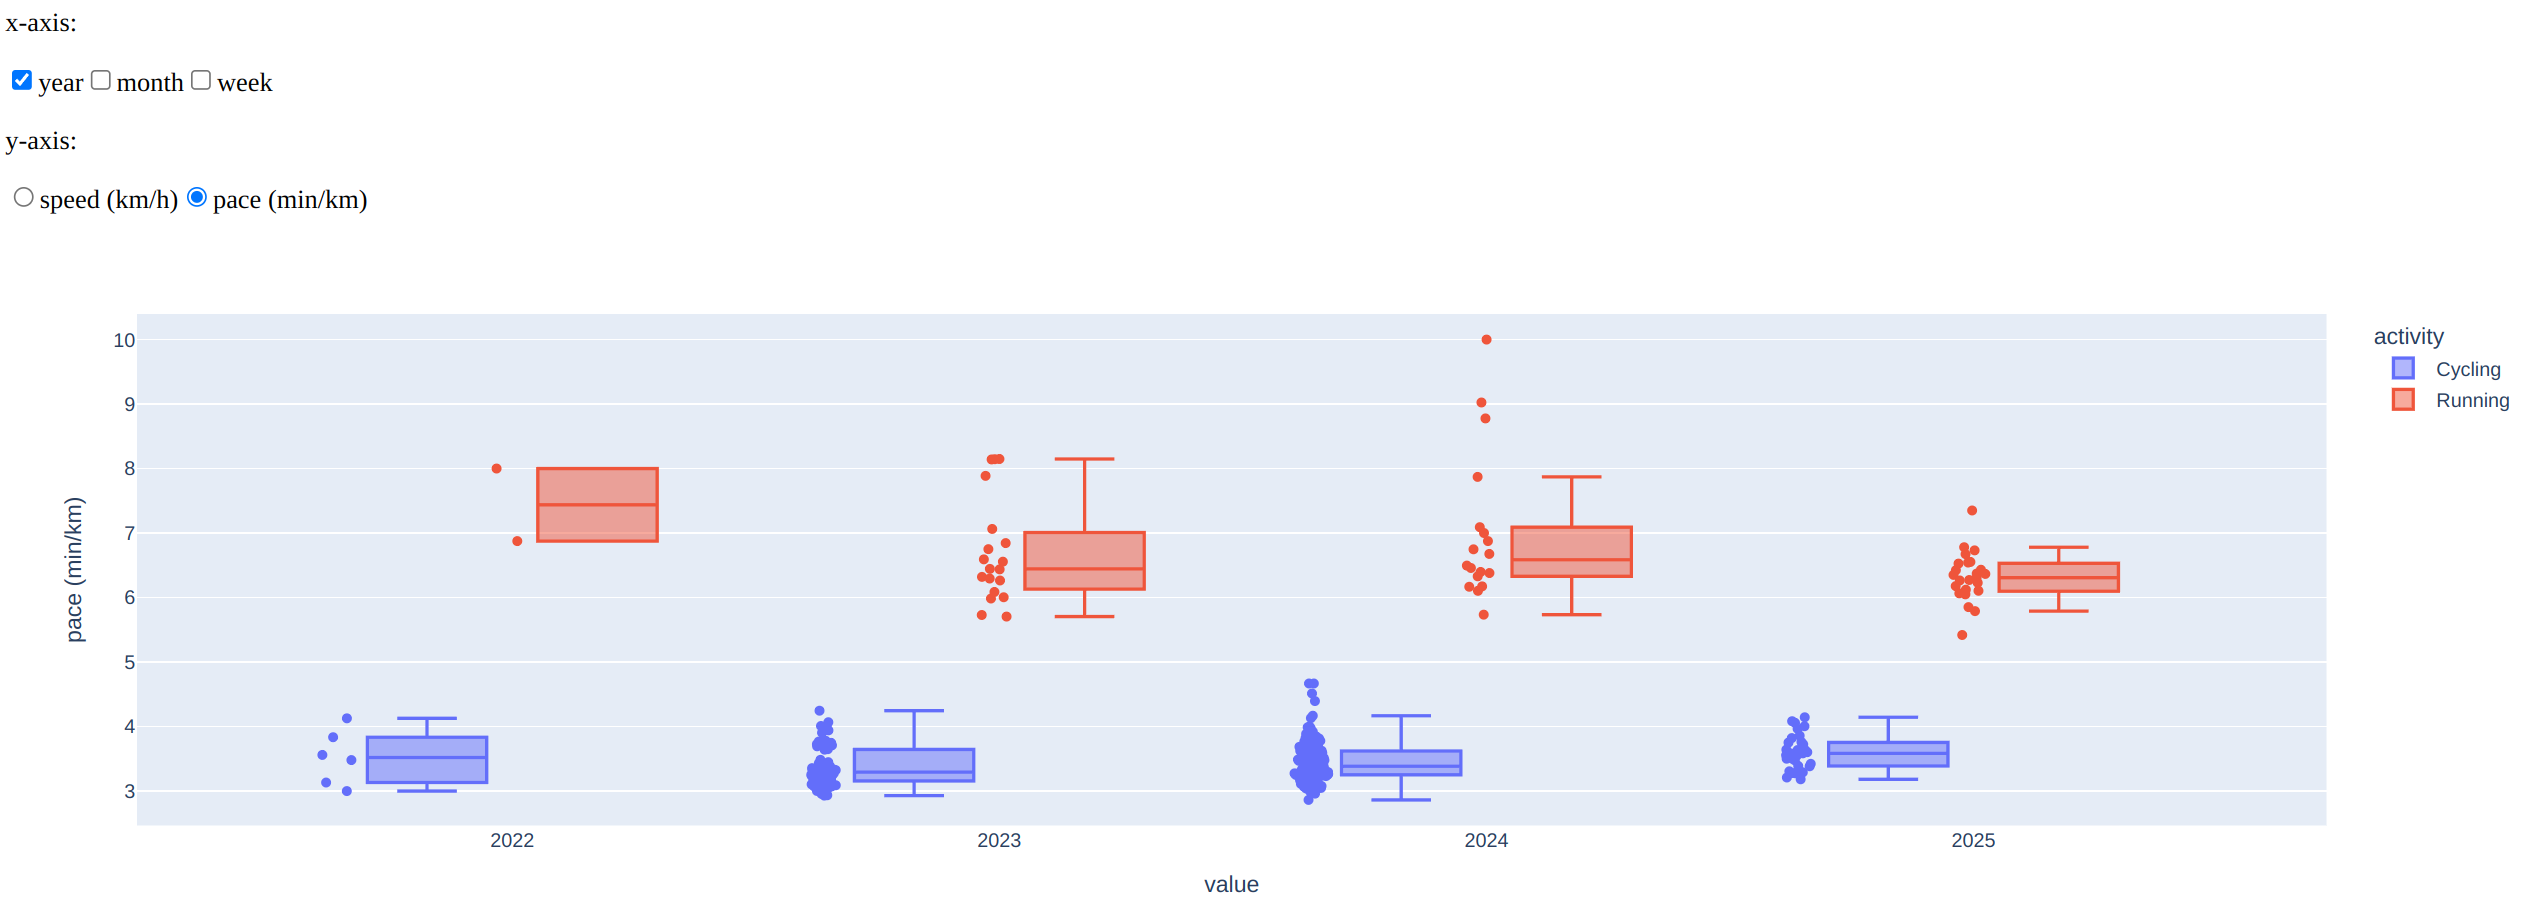 x-axis:
year month week
y-axis:
speed (km/h) pace (min/km)
activity
Cycling
Running
pace (min/km)
10
9
8
7
6
5
4
3
2022 2023 2024 2025
value